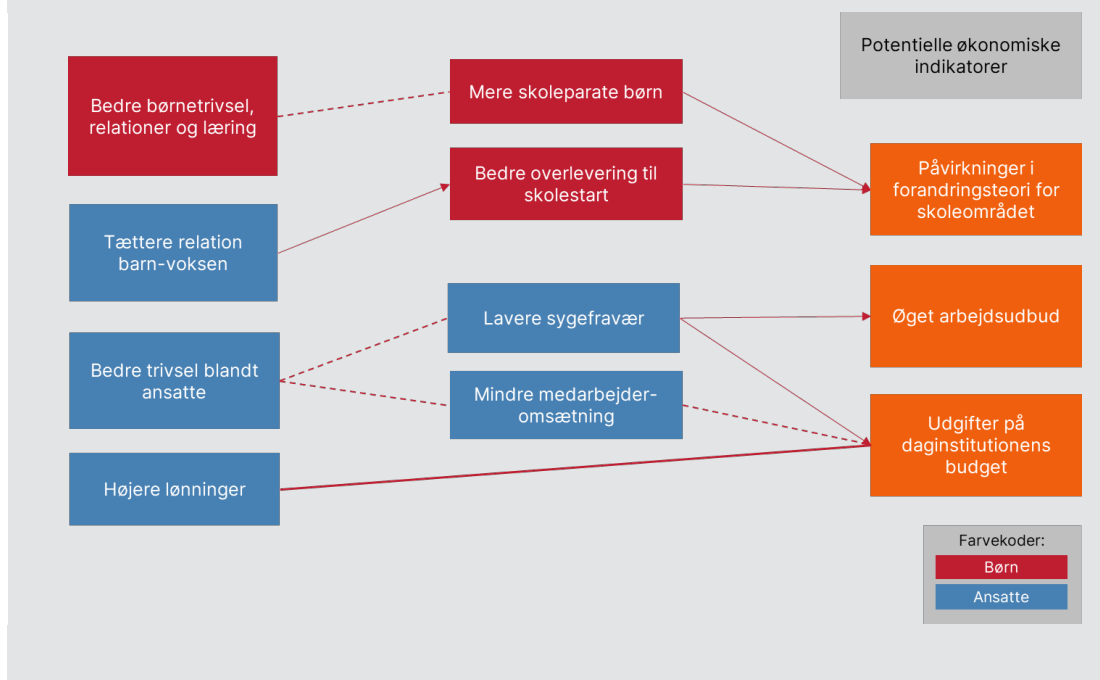 Potentielle økonomiske
indikatorer
Bedre børnetrivsel,
relationer og læring
Mere skoleparate børn
Bedre overlevering til
skolestart
Påvirkninger i
forandringsteori for
skoleområdet
Tættere relation
barn-voksen
Lavere sygefravær
Øget arbejdsudbud
Bedre trivsel blandt
ansatte
Mindre medarbejder-
omsætning
Udgifter på
daginstitutionens
budget
Højere lønninger
Farvekoder:
Børn
Ansatte